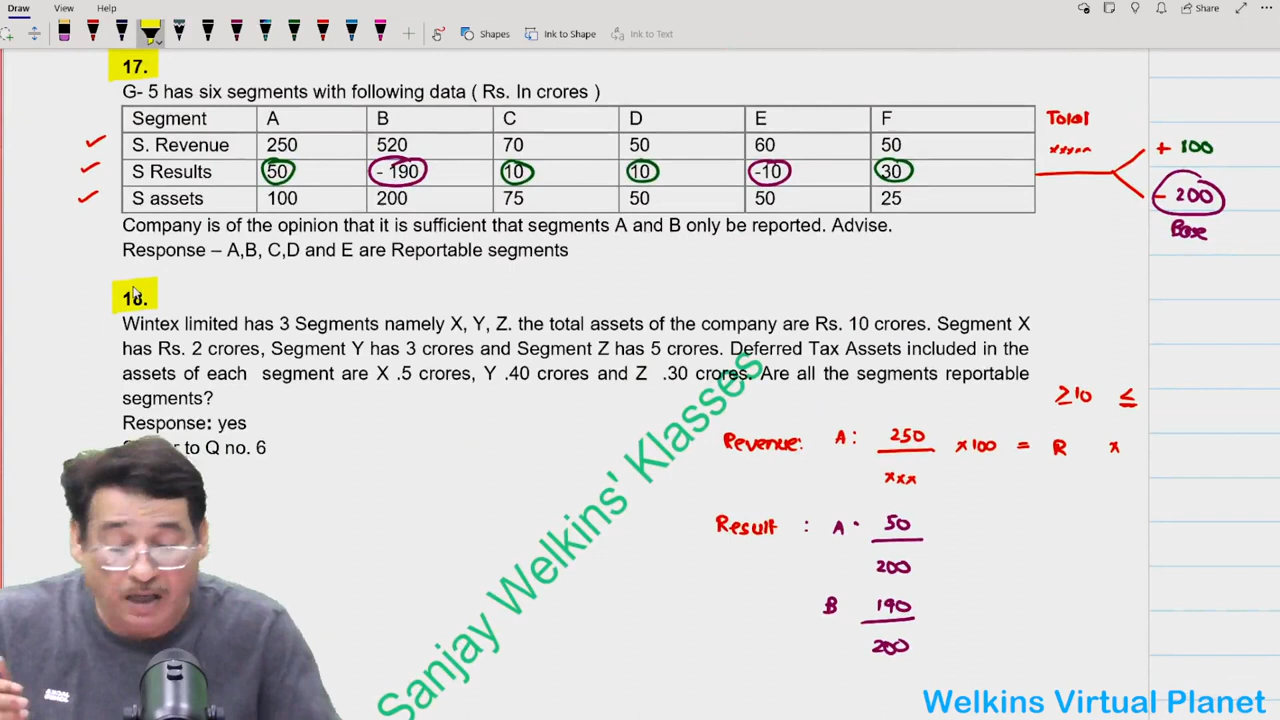 Draw View Help Share
Shapes Ink to Shape Ink to Text
17.
G- 5 has six segments with following data ( Rs. In crores )
Segment A B C D E F Total
S. Revenue 250 520 70 50 60 50 xxxxx + 100
S Results 50 - 190 10 10 -10 30 - 200
S assets 100 200 75 50 50 25 Base
Company is of the opinion that it is sufficient that segments A and B only be reported. Advise.
Response – A,B, C,D and E are Reportable segments
18.
Wintex limited has 3 Segments namely X, Y, Z. the total assets of the company are Rs. 10 crores. Segment X
has Rs. 2 crores, Segment Y has 3 crores and Segment Z has 5 crores. Deferred Tax Assets included in the
assets of each segment are X .5 crores, Y .40 crores and Z .30 crores. Are all the segments reportable
segments?
≥10 ≤
Response: yes
Revenue: A: 250 x100 = R x
to Q no. 6
xxx
Result : A. 50
200
B 190
200
Sanjay Welkins' Klasses
Welkins Virtual Planet